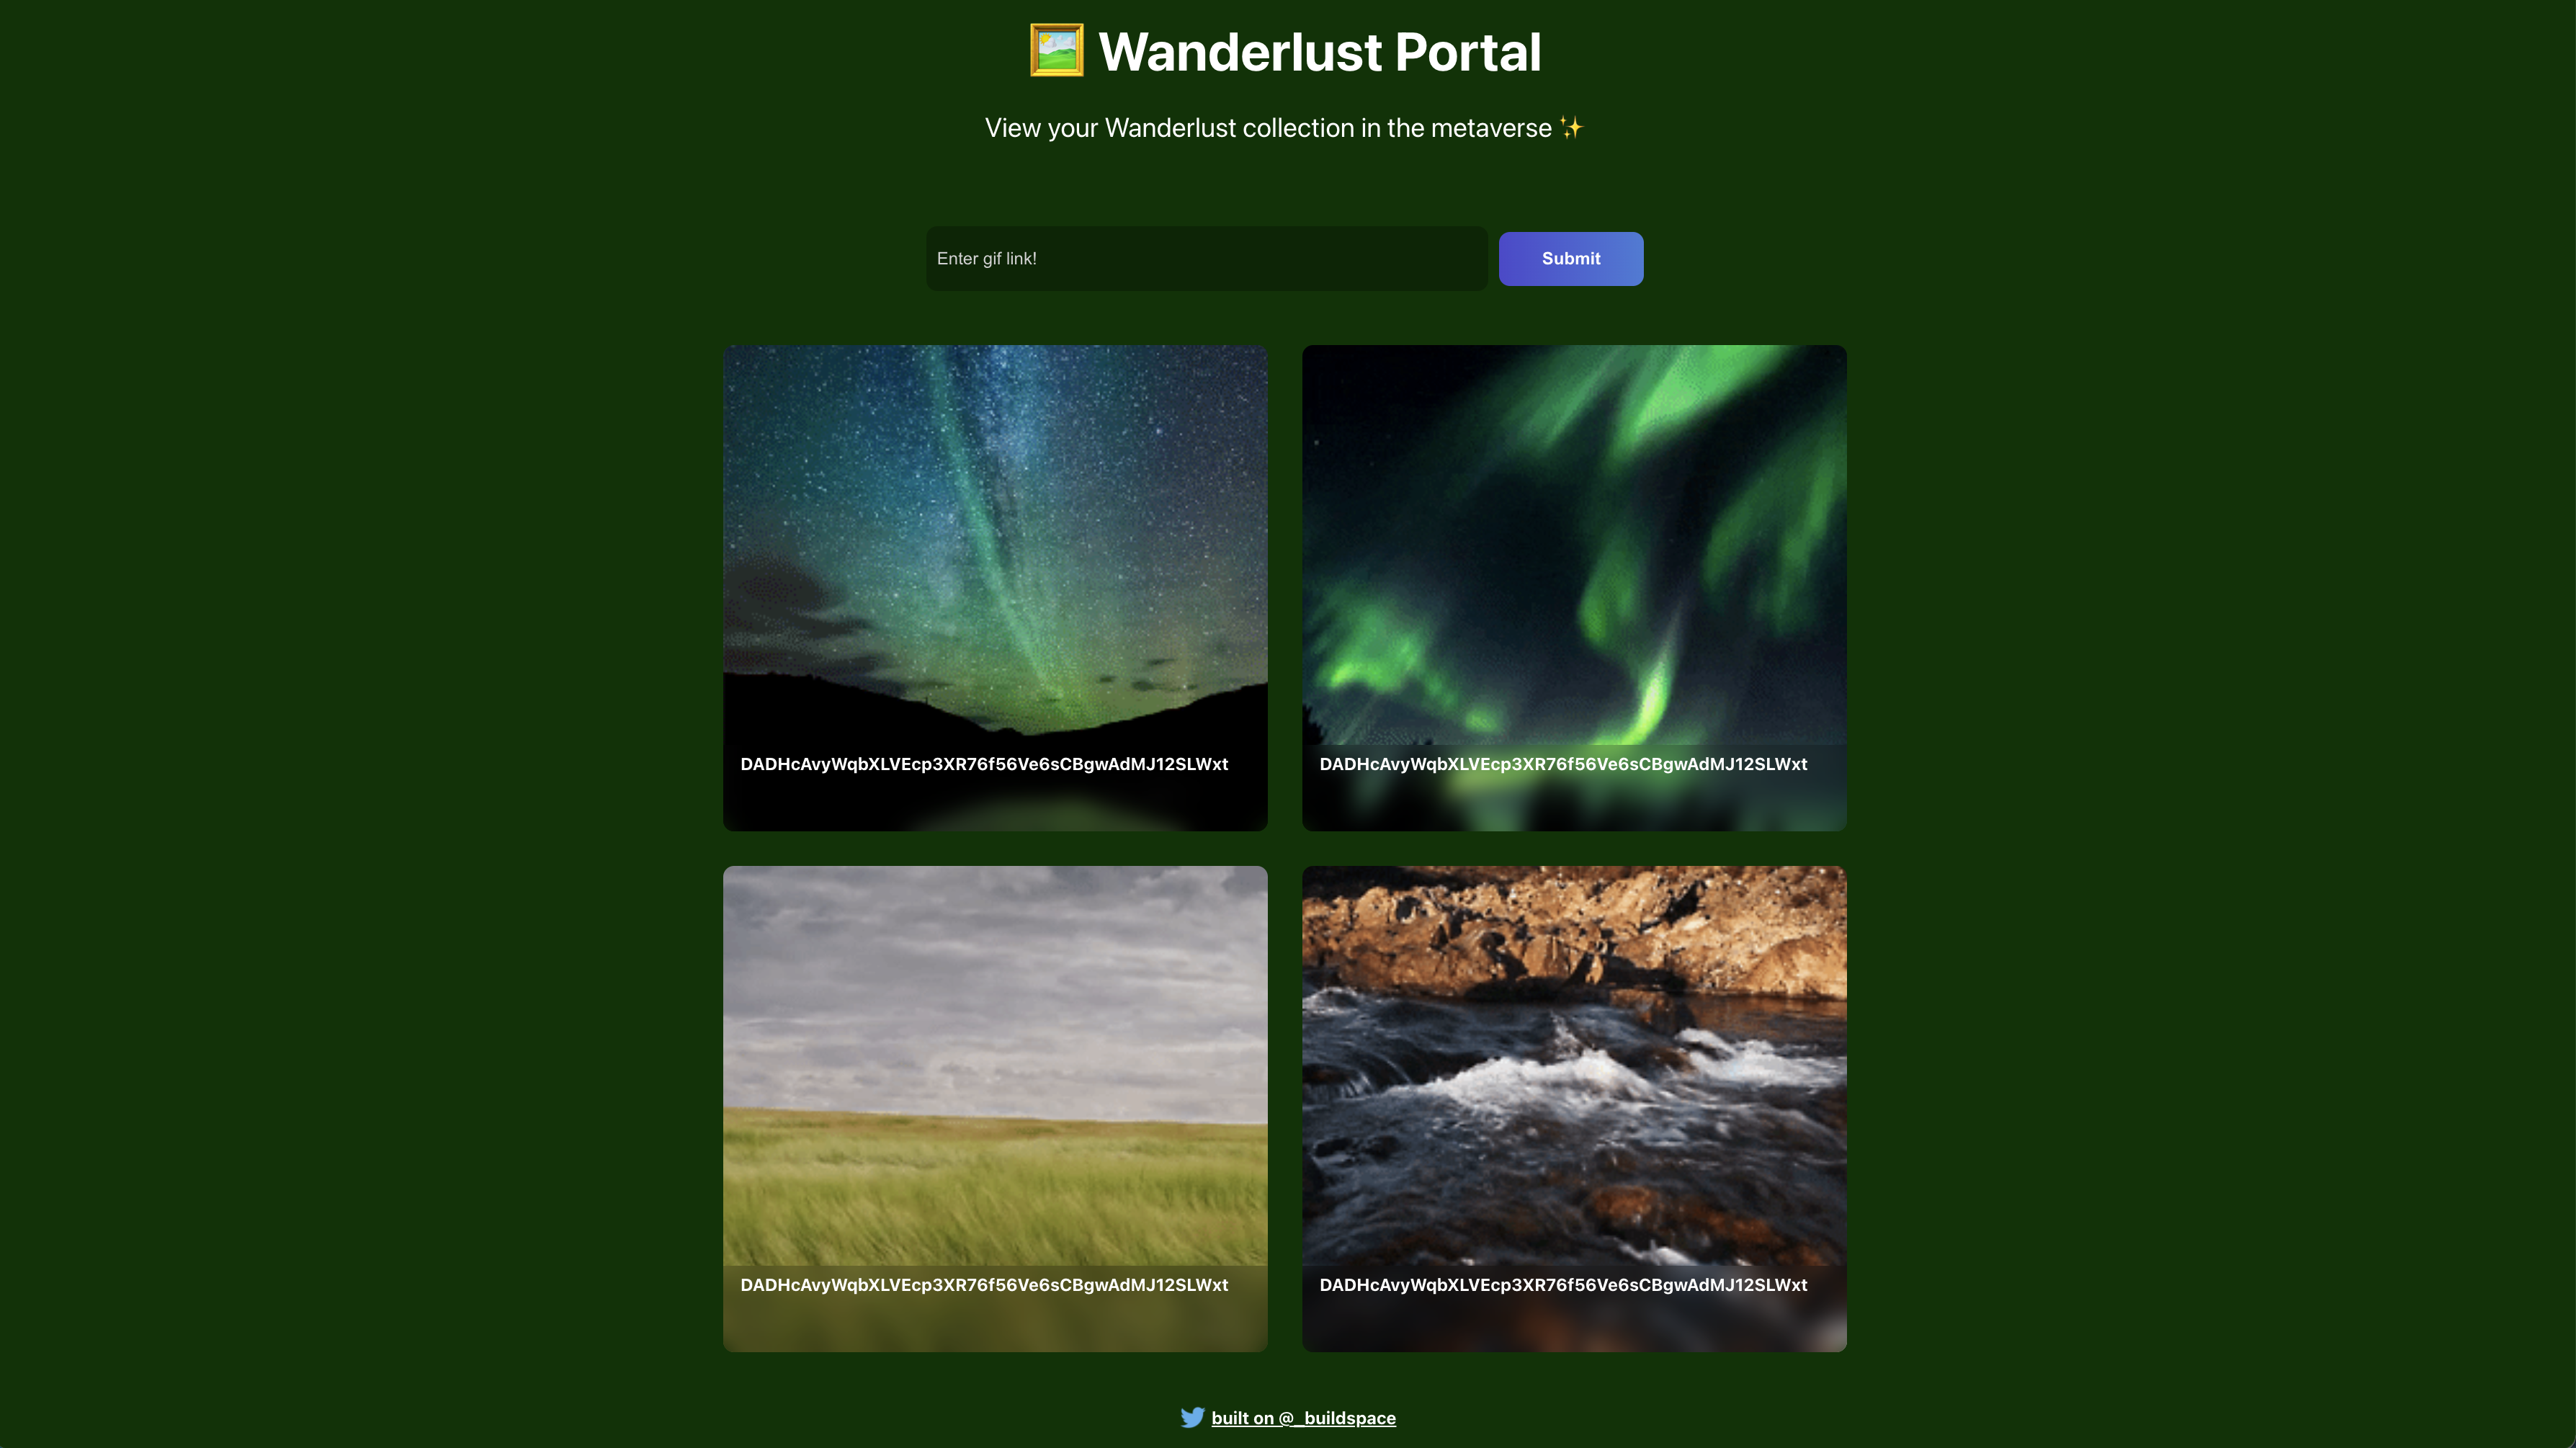 Wanderlust Portal
View your Wanderlust collection in the metaverse ✨
Enter gif link!
Submit
DADHcAvyWqbXLVEcp3XR76f56Ve6sCBgwAdMJ12SLWxt
DADHcAvyWqbXLVEcp3XR76f56Ve6sCBgwAdMJ12SLWxt
DADHcAvyWqbXLVEcp3XR76f56Ve6sCBgwAdMJ12SLWxt
DADHcAvyWqbXLVEcp3XR76f56Ve6sCBgwAdMJ12SLWxt
built on @_buildspace